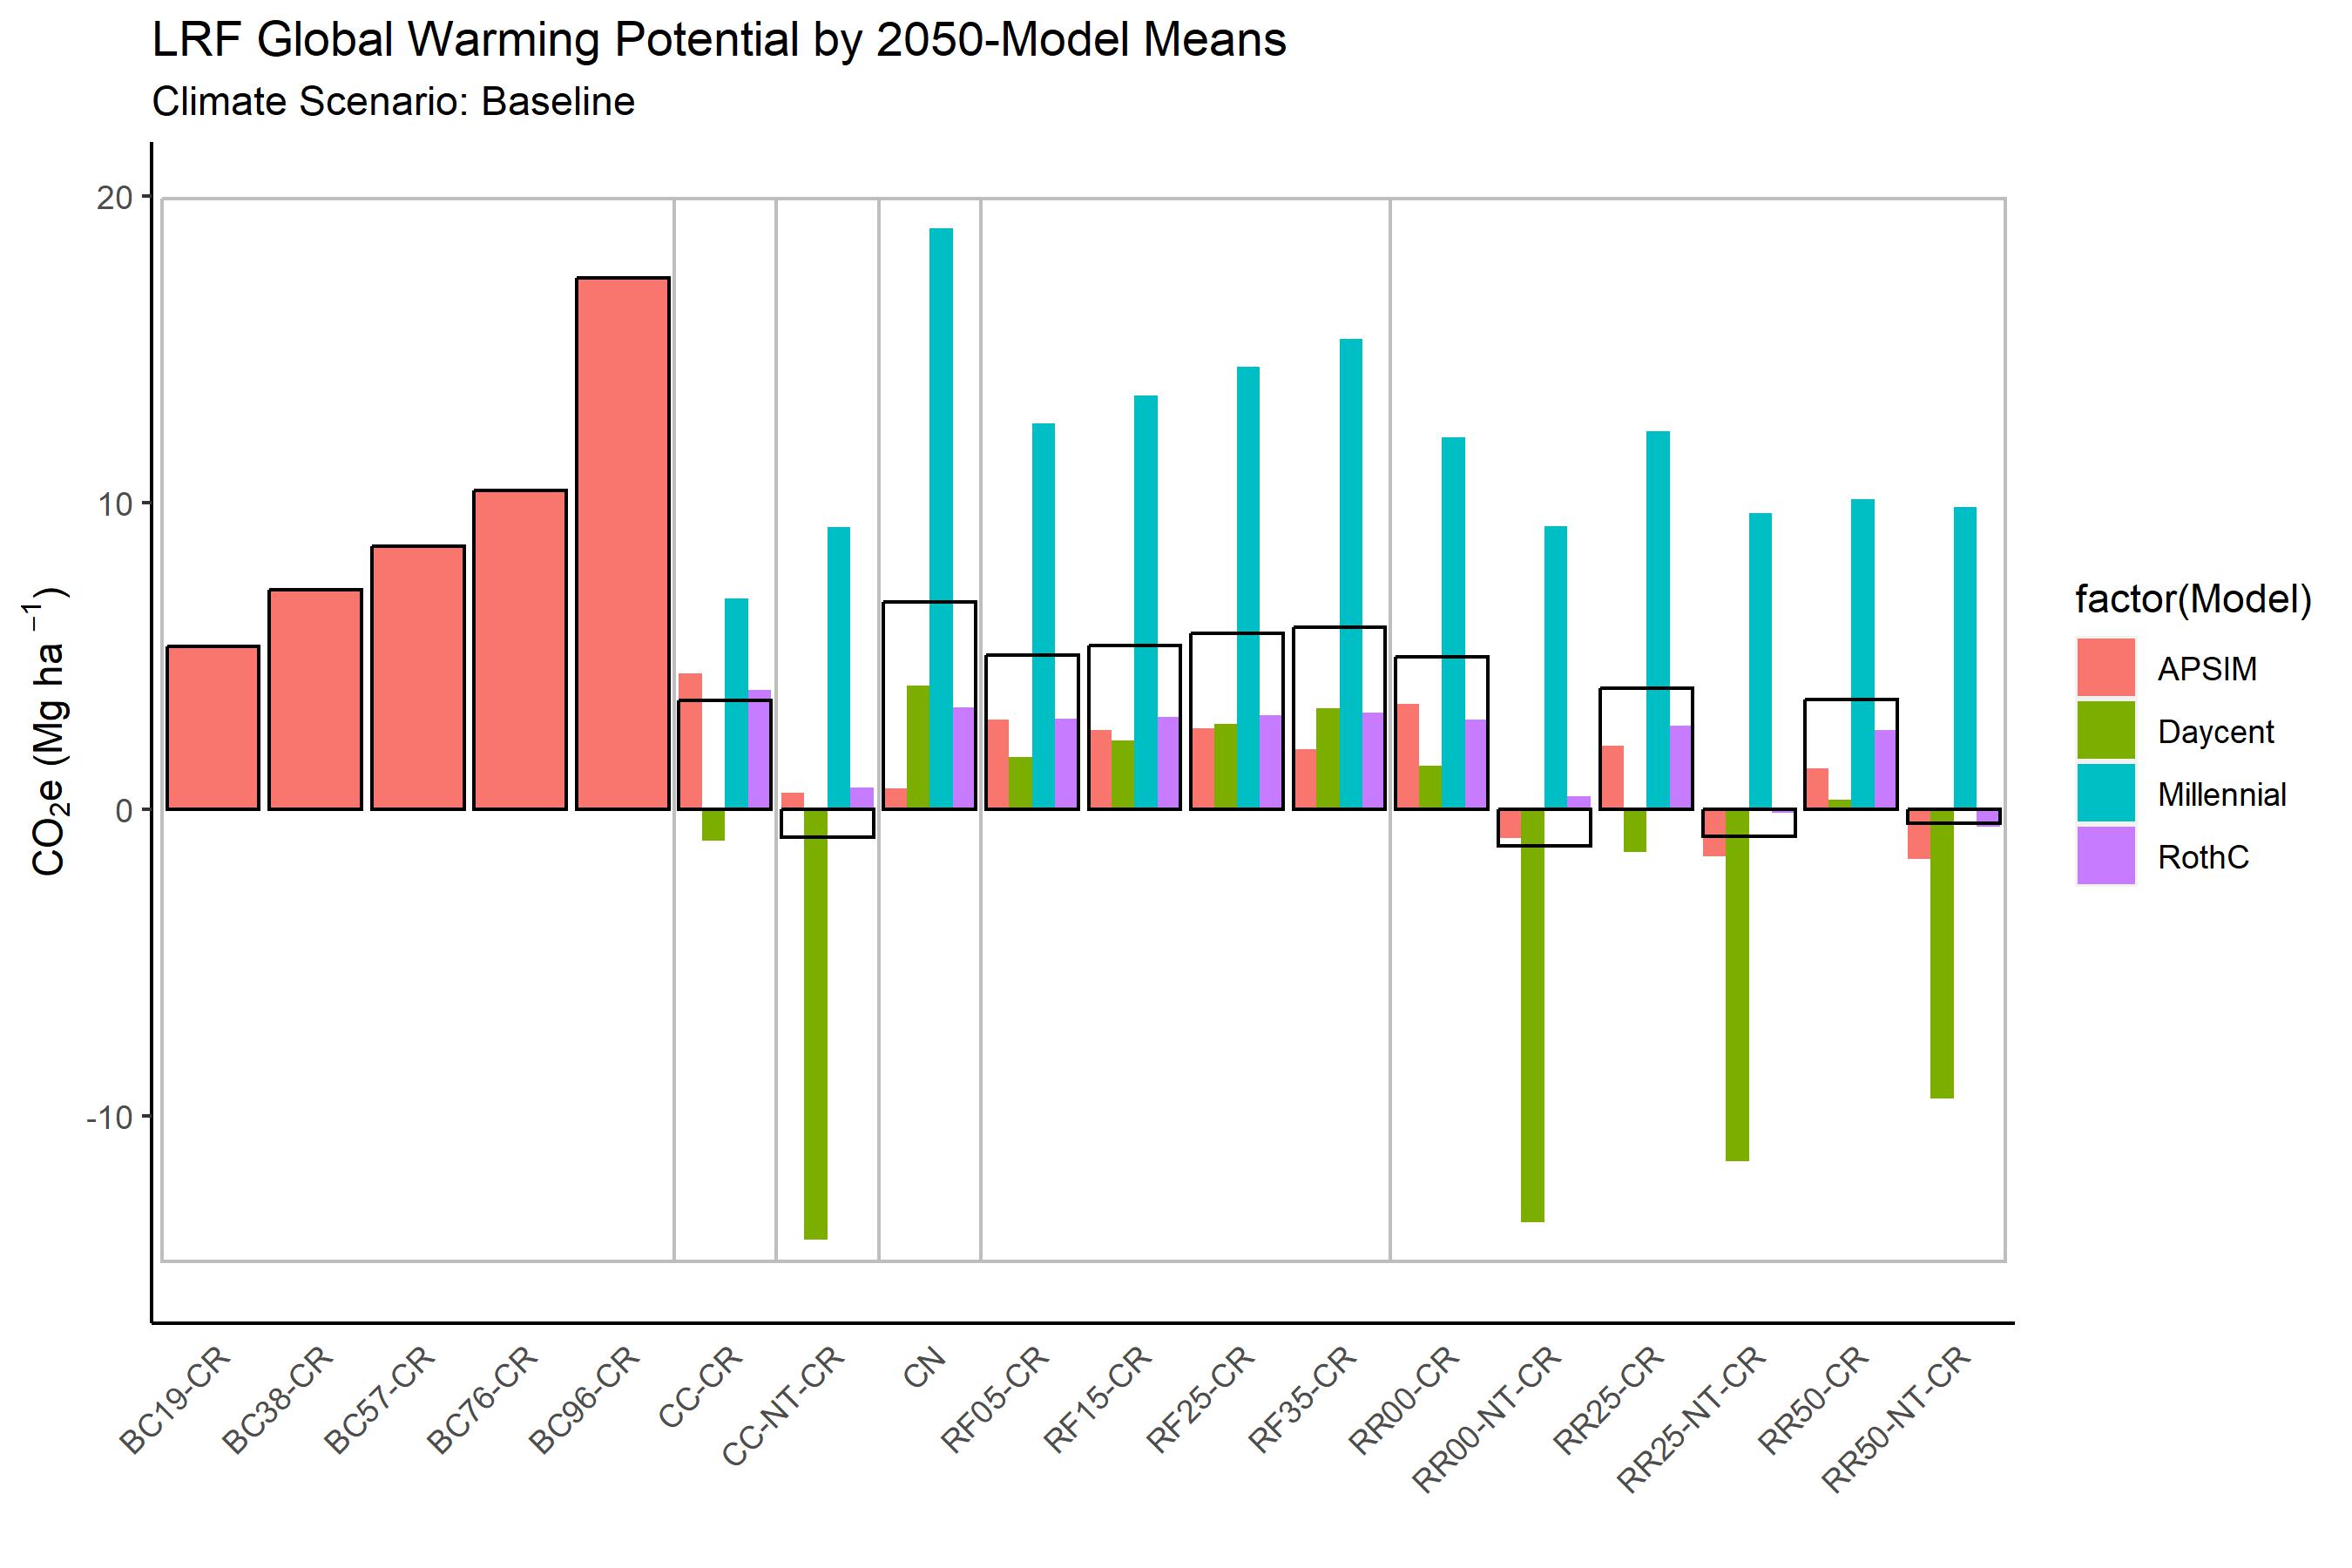 LRF Global Warming Potential by 2050-Model Means
Climate Scenario: Baseline
CO₂e (Mg ha ⁻¹)
20
10
0
-10
BC19-CR
BC38-CR
BC57-CR
BC76-CR
BC96-CR
CC-CR
CC-NT-CR
CN
RF05-CR
RF15-CR
RF25-CR
RF35-CR
RR00-CR
RR00-NT-CR
RR25-CR
RR25-NT-CR
RR50-CR
RR50-NT-CR
factor(Model)
APSIM
Daycent
Millennial
RothC